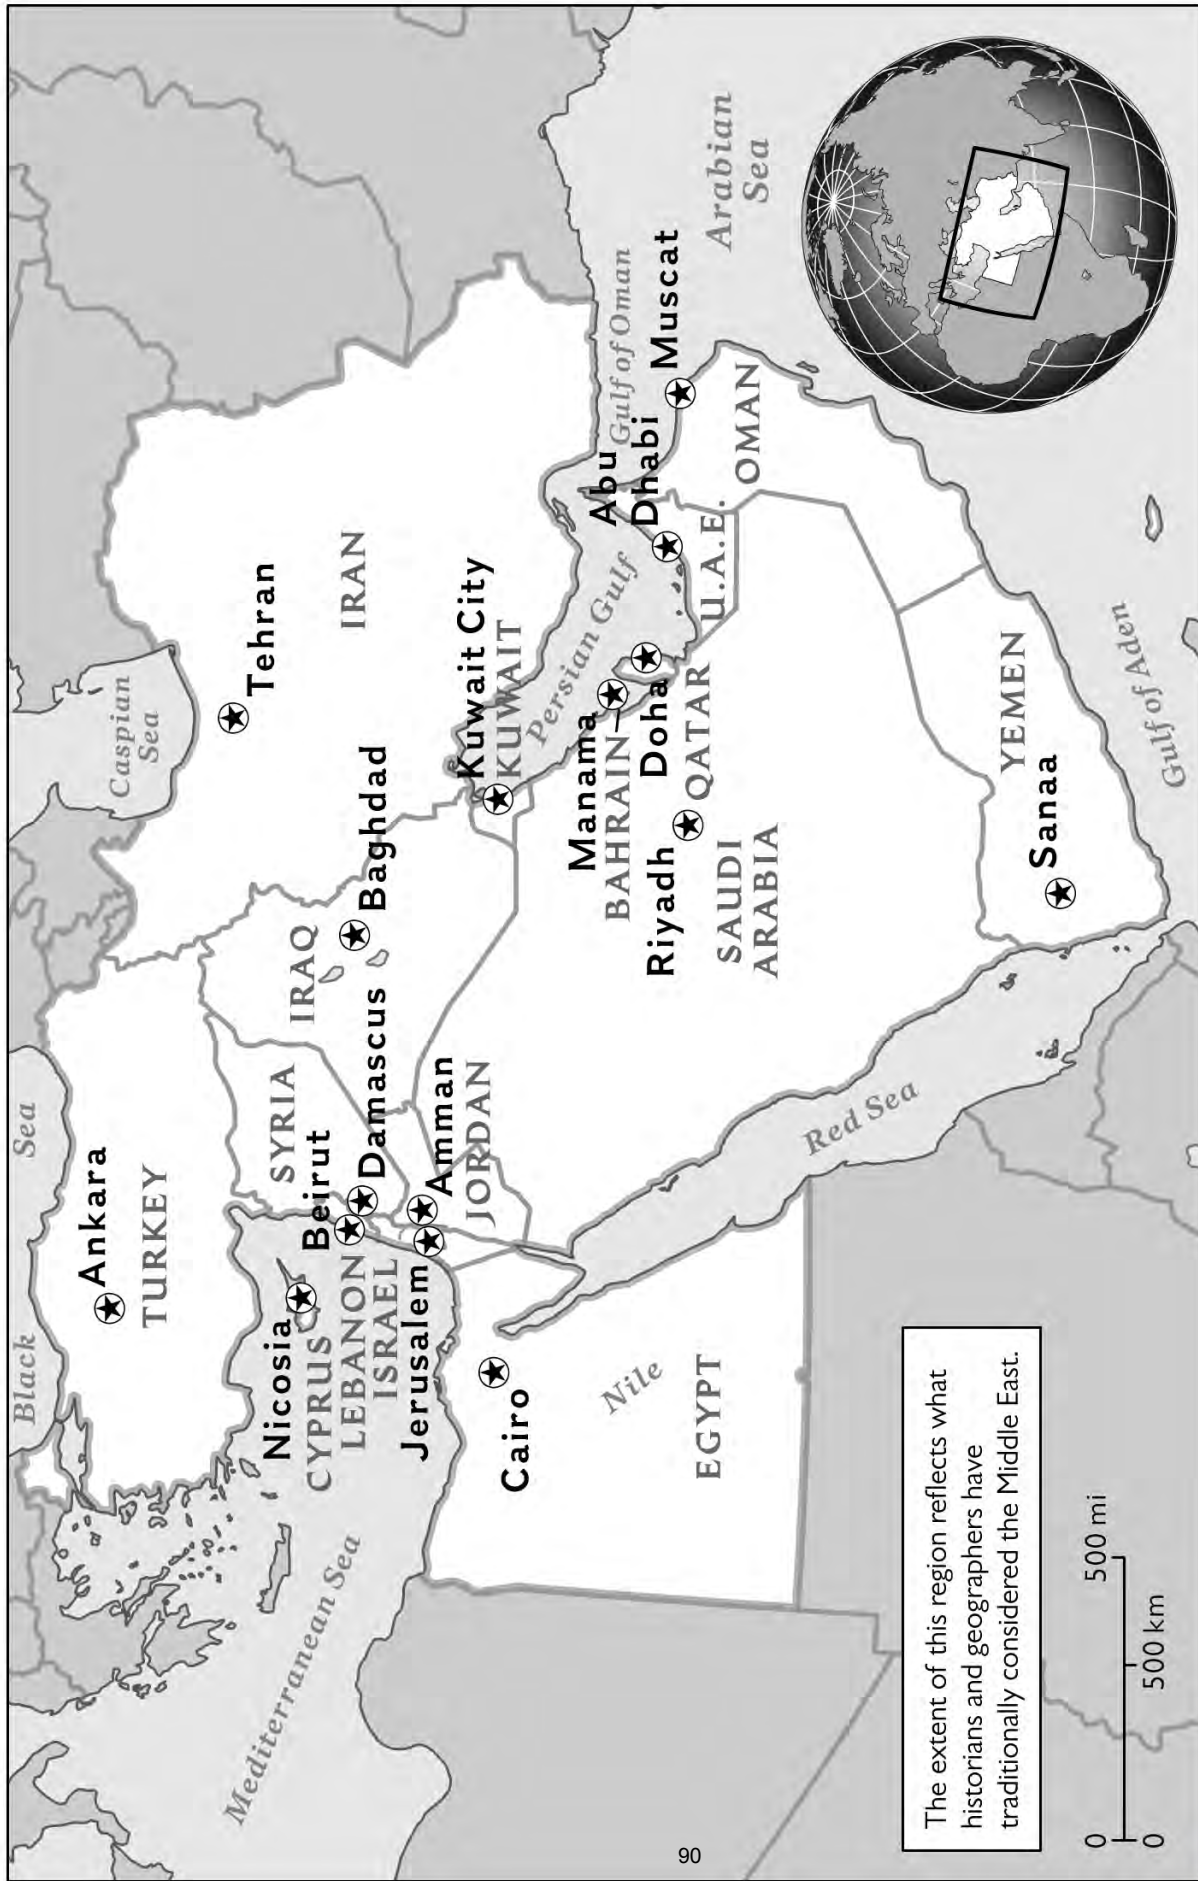 Black
Sea
Caspian
Sea
Ankara
TURKEY
Tehran
IRAN
Nicosia
CYPRUS
SYRIA
Beirut
LEBANON
Damascus
IRAQ
Baghdad
ISRAEL
Jerusalem
Amman
JORDAN
Kuwait City
KUWAIT
Mediterranean Sea
Cairo
Nile
EGYPT
Persian Gulf
Manama
BAHRAIN
Doha
QATAR
Riyadh
SAUDI
ARABIA
Abu
Dhabi
U.A.E.
Gulf of Oman
Muscat
OMAN
Arabian
Sea
Red Sea
YEMEN
Sanaa
Gulf of Aden
The extent of this region reflects what
historians and geographers have
traditionally considered the Middle East.
0
500 mi
0
500 km
90